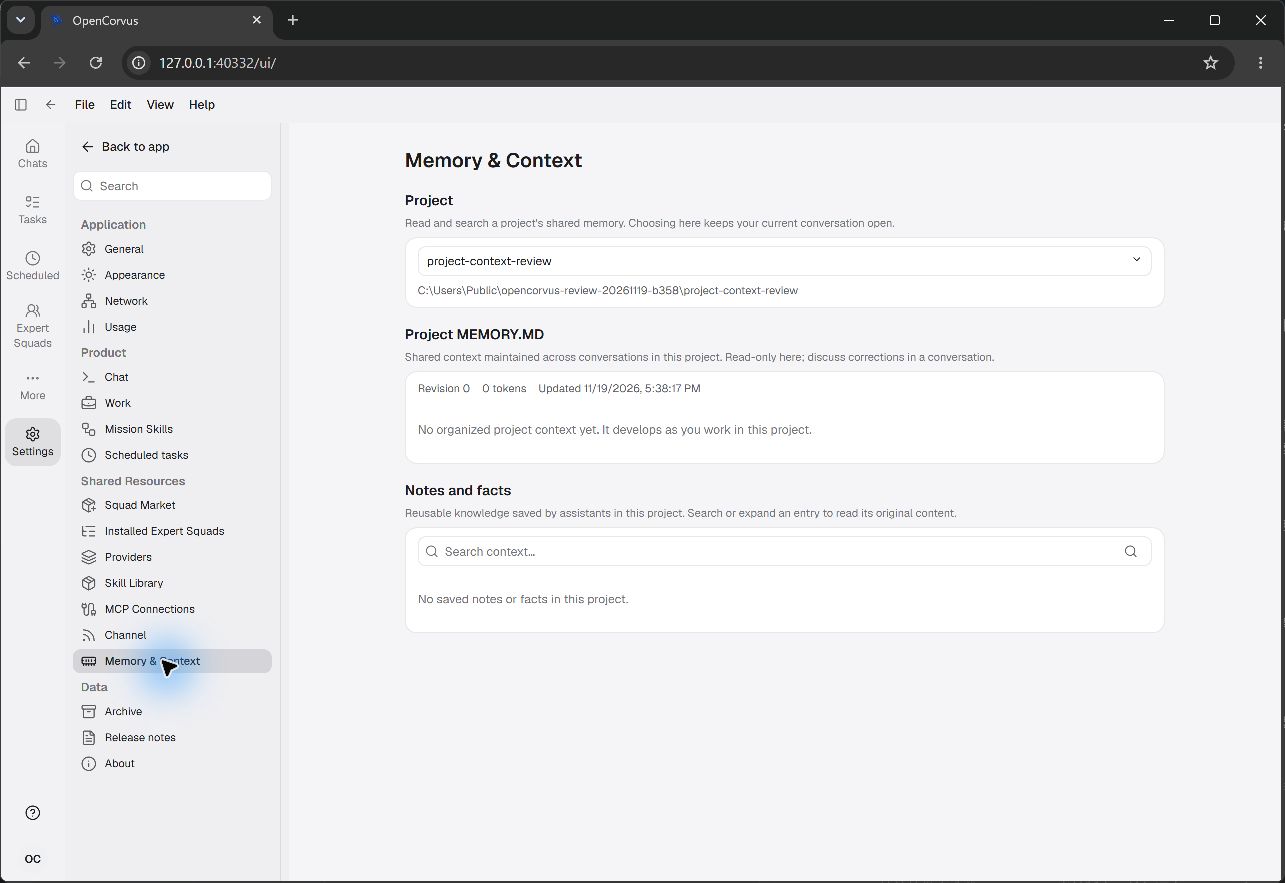 OpenCorvus
127.0.0.1:40332/ui/
File Edit View Help
Chats
Tasks
Scheduled
Expert
Squads
More
Settings
OC
Back to app
Search
Application
General
Appearance
Network
Usage
Product
Chat
Work
Mission Skills
Scheduled tasks
Shared Resources
Squad Market
Installed Expert Squads
Providers
Skill Library
MCP Connections
Channel
Memory & Context
Data
Archive
Release notes
About
Memory & Context
Project
Read and search a project's shared memory. Choosing here keeps your current conversation open.
project-context-review
C:\Users\Public\opencorvus-review-20261119-b358\project-context-review
Project MEMORY.MD
Shared context maintained across conversations in this project. Read-only here; discuss corrections in a conversation.
Revision 0 0 tokens Updated 11/19/2026, 5:38:17 PM
No organized project context yet. It develops as you work in this project.
Notes and facts
Reusable knowledge saved by assistants in this project. Search or expand an entry to read its original content.
Search context...
No saved notes or facts in this project.